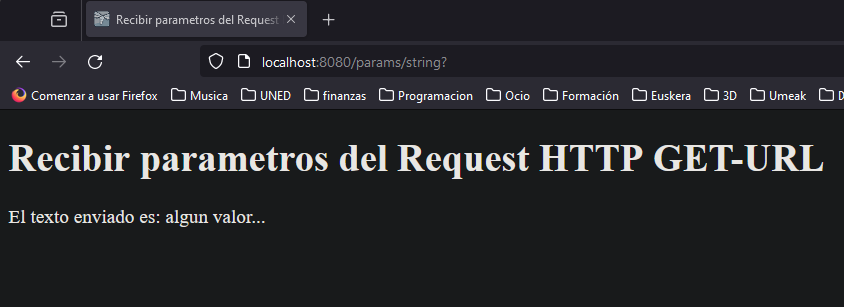 Recibir parametros del Request
localhost:8080/params/string?
Comenzar a usar Firefox Musica UNED finanzas Programacion Ocio Formación Euskera 3D Umeak D
Recibir parametros del Request HTTP GET-URL
El texto enviado es: algun valor...